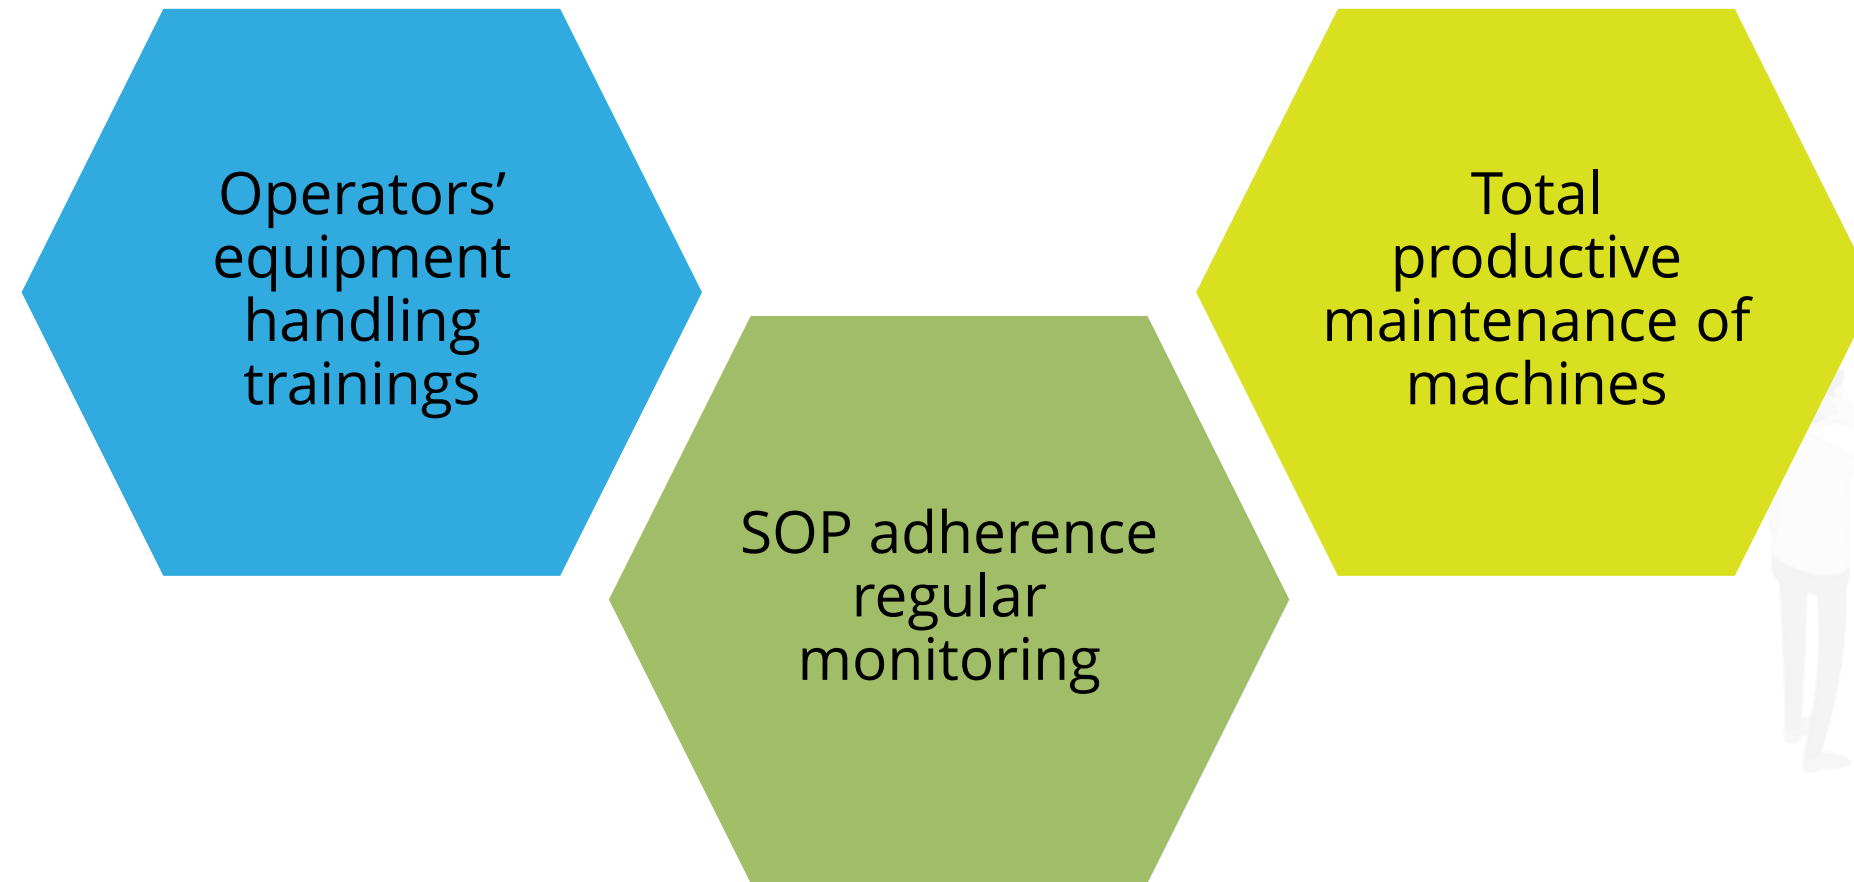 Operators’
equipment
handling
trainings
SOP adherence
regular
monitoring
Total
productive
maintenance of
machines